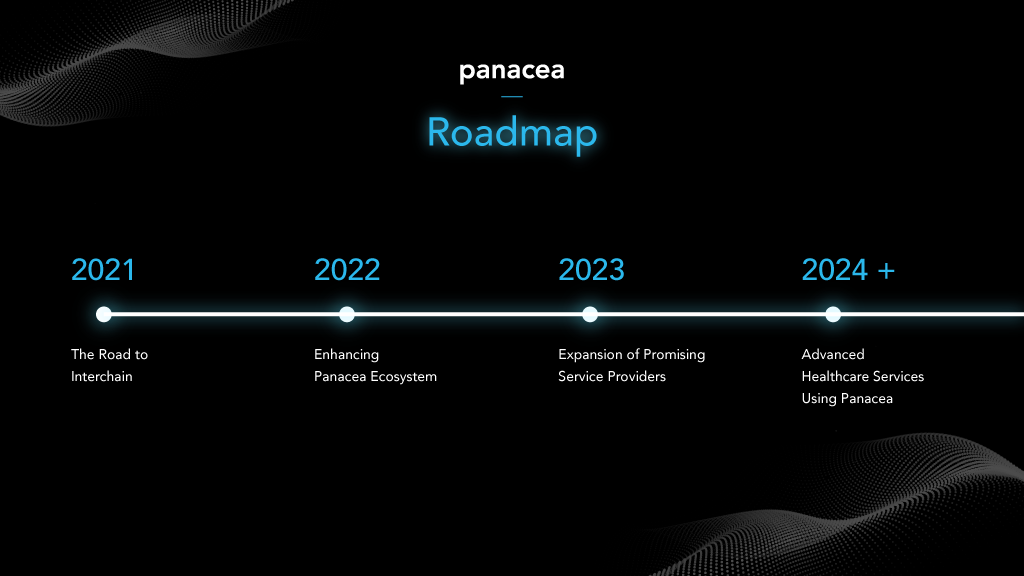 panacea
Roadmap
2021
2022
2023
2024 +
The Road to
Interchain
Enhancing
Panacea Ecosystem
Expansion of Promising
Service Providers
Advanced
Healthcare Services
Using Panacea